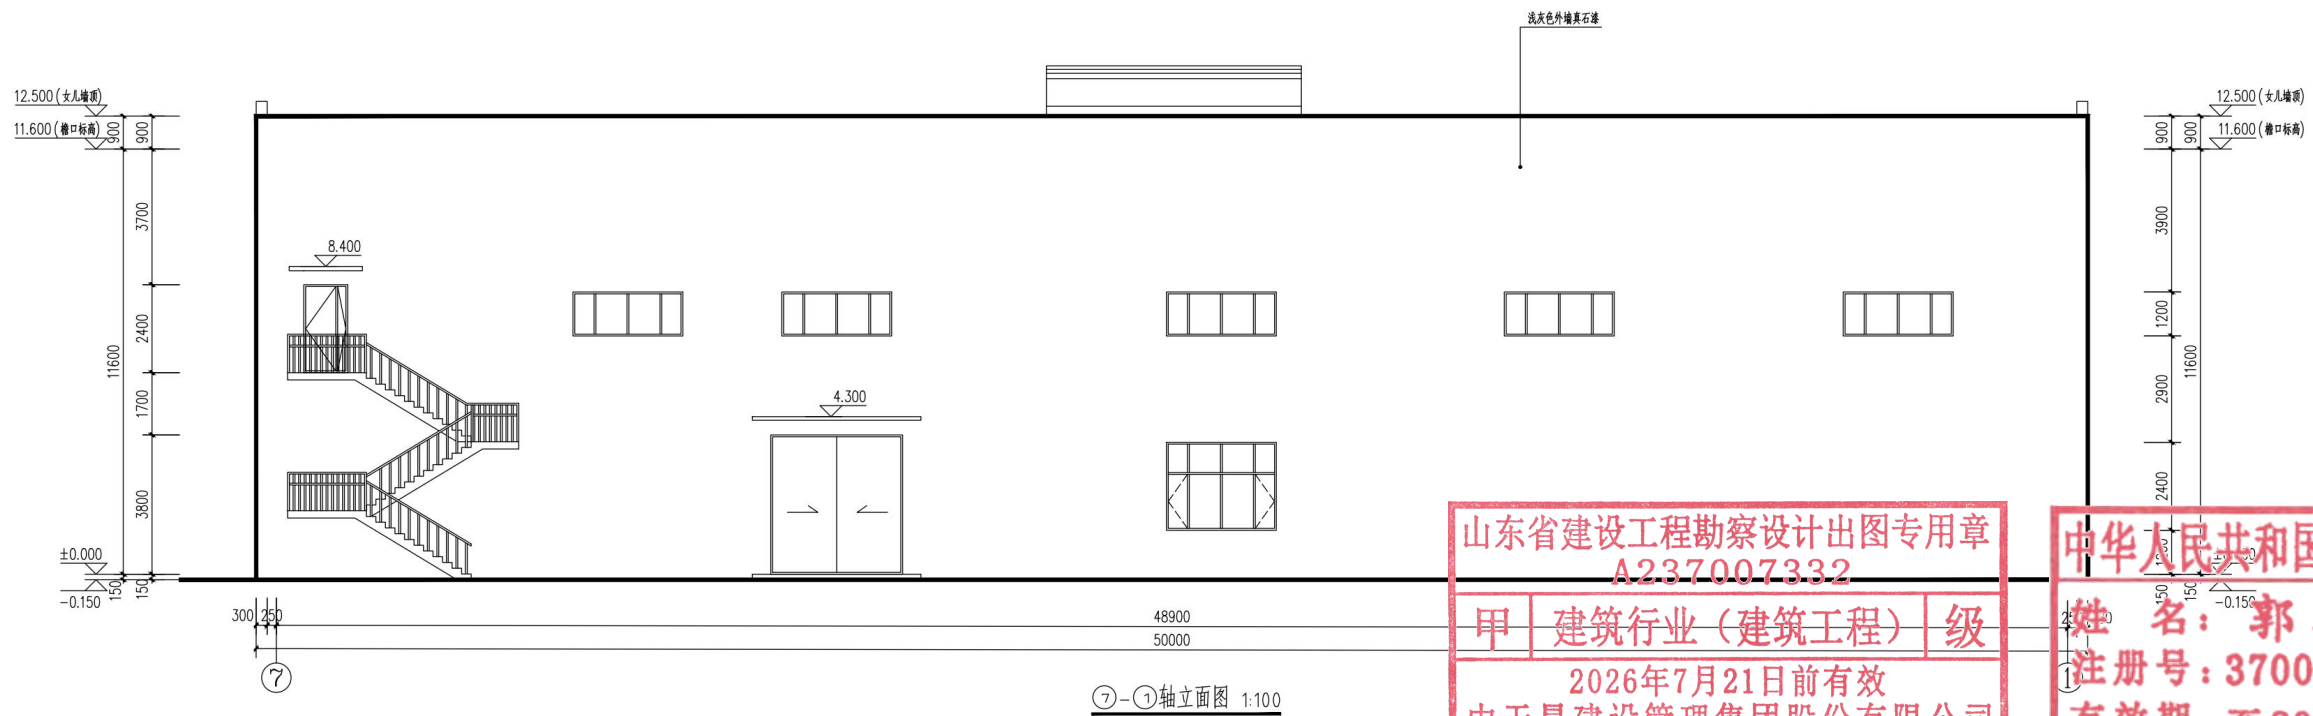 浅灰色外墙真石漆
12.500(女儿墙顶)
11.600(檐口标高)
900
900
3700
2400
11600
1700
3800
±0.000
-0.150
150
150
8.400
4.300
12.500(女儿墙顶)
11.600(檐口标高)
900
900
3900
1200
2900
11600
2400
150
150
-0.150
300
250
48900
50000
⑦
⑦-①轴立面图 1:100
山东省建设工程勘察设计出图专用章
A237007332
甲 建筑行业（建筑工程） 级
2026年7月21日前有效
中华人民共和国
姓 名：郭
注册号：3700